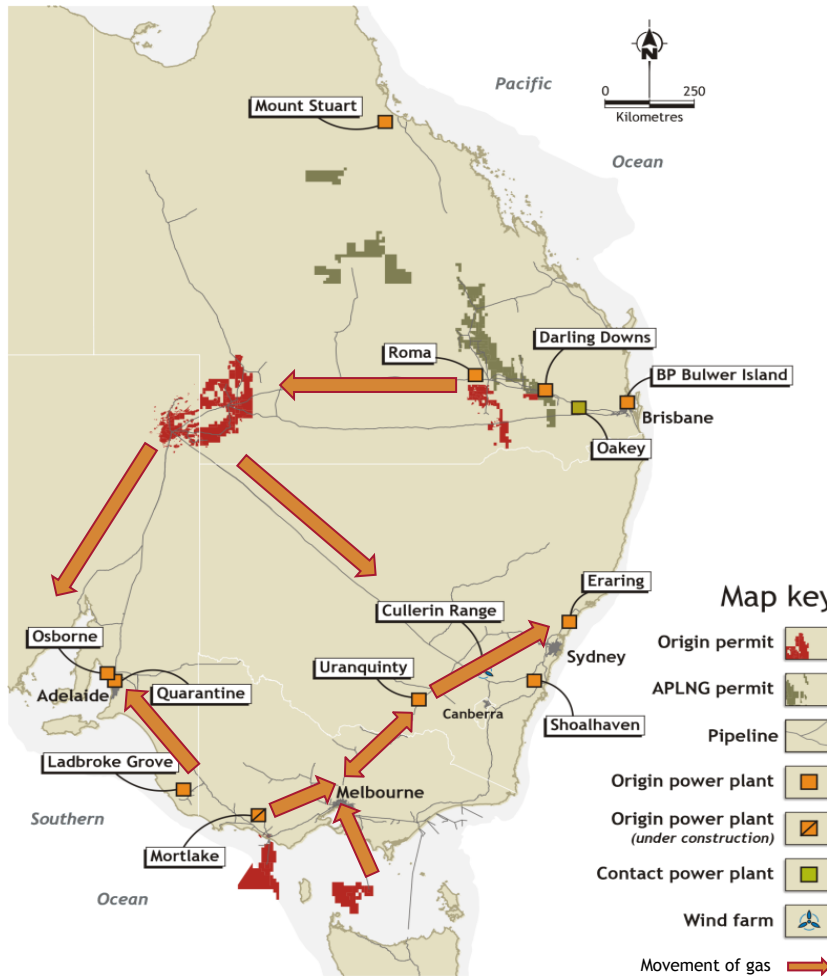 N
Pacific
0 250
Kilometres
Mount Stuart
Ocean
Roma
Darling Downs
BP Bulwer Island
Brisbane
Oakey
Eraring
Map key
Cullerin Range
Osborne
Origin permit
Sydney
Uranquinty
Adelaide
Quarantine
APLNG permit
Canberra
Shoalhaven
Pipeline
Ladbroke Grove
Origin power plant
Melbourne
Southern
Origin power plant
(under construction)
Mortlake
Contact power plant
Ocean
Wind farm
Movement of gas